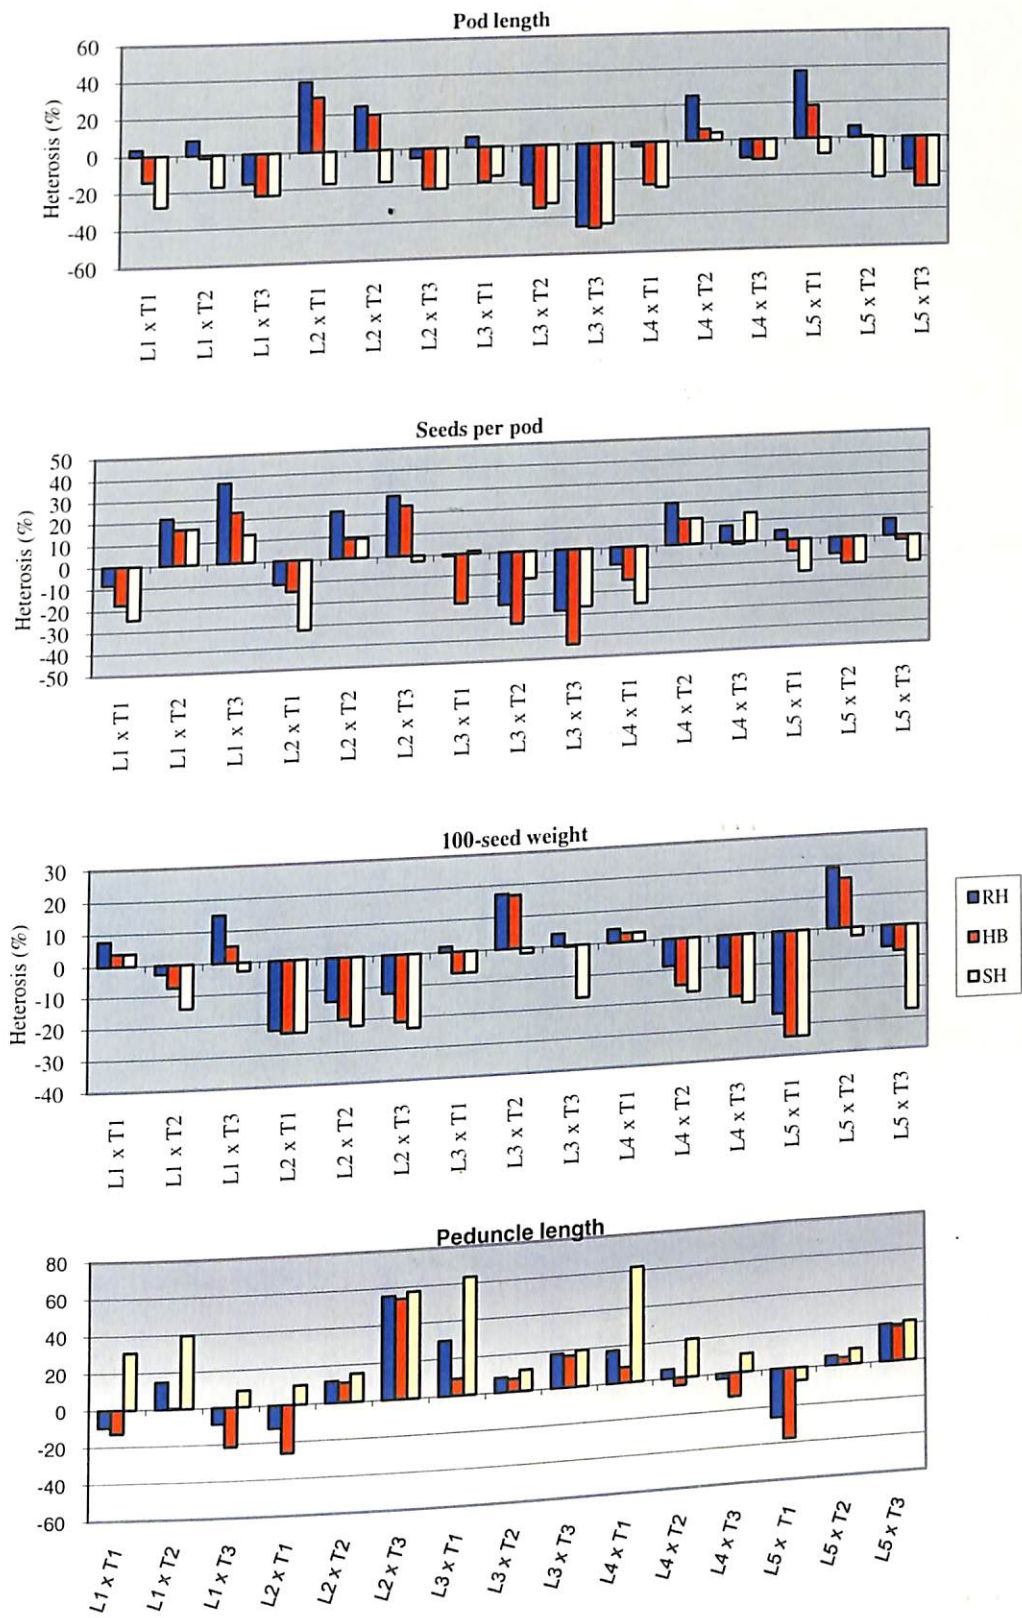 Pod length
60
40
20
0
-20
-40
-60
Heterosis (%)
L1 x T1
L1 x T2
L1 x T3
L2 x T1
L2 x T2
L2 x T3
L3 x T1
L3 x T2
L3 x T3
L4 x T1
L4 x T2
L4 x T3
L5 x T1
L5 x T2
L5 x T3
Seeds per pod
50
40
30
20
10
0
-10
-20
-30
-40
-50
Heterosis (%)
L1 x T1
L1 x T2
L1 x T3
L2 x T1
L2 x T2
L2 x T3
L3 x T1
L3 x T2
L3 x T3
L4 x T1
L4 x T2
L4 x T3
L5 x T1
L5 x T2
L5 x T3
100-seed weight
30
20
10
0
-10
-20
-30
-40
Heterosis (%)
L1 x T1
L1 x T2
L1 x T3
L2 x T1
L2 x T2
L2 x T3
L3 x T1
L3 x T2
L3 x T3
L4 x T1
L4 x T2
L4 x T3
L5 x T1
L5 x T2
L5 x T3
RH
HB
SH
Peduncle length
80
60
40
20
0
-20
-40
-60
L1 x T1
L1 x T2
L1 x T3
L2 x T1
L2 x T2
L2 x T3
L3 x T1
L3 x T2
L3 x T3
L4 x T1
L4 x T2
L4 x T3
L5 x T1
L5 x T2
L5 x T3